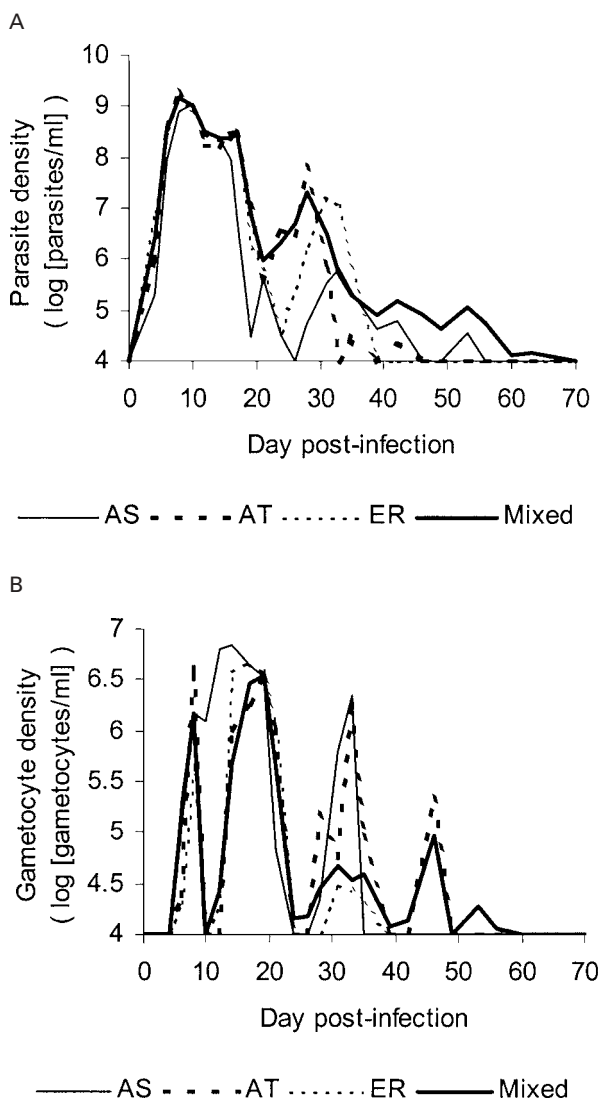 A
10
9
8
7
6
5
4
Parasite density
( log [parasites/ml] )
0 10 20 30 40 50 60 70
Day post-infection
AS AT ER Mixed
B
7
6.5
6
5.5
5
4.5
4
Gametocyte density
( log [gametocytes/ml] )
0 10 20 30 40 50 60 70
Day post-infection
AS AT ER Mixed